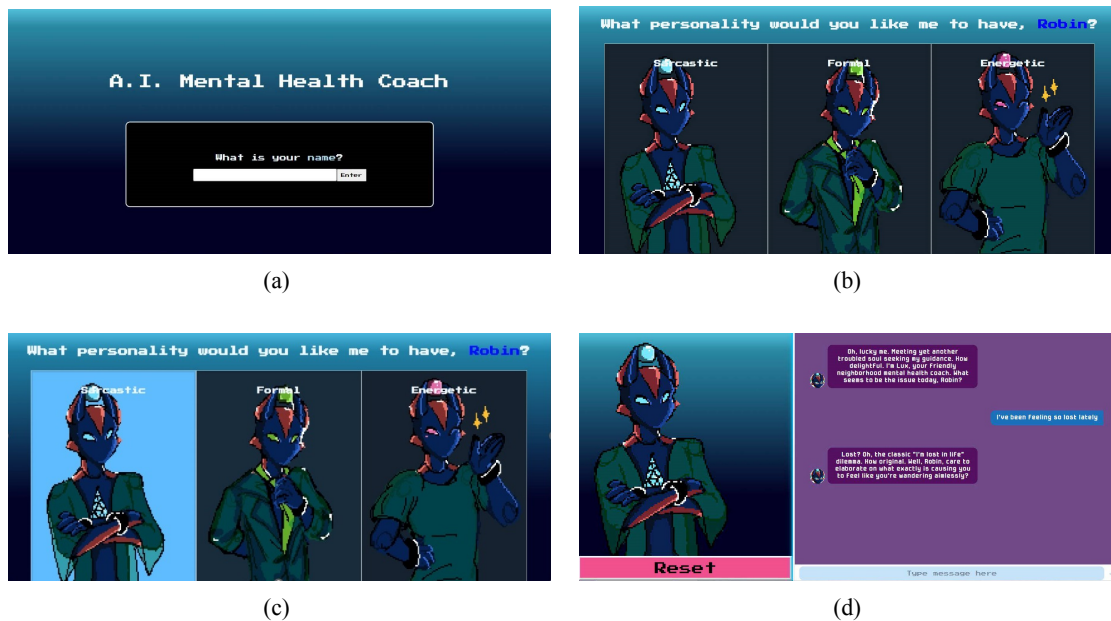 A.I. Mental Health Coach
What is your name?
Enter
(a)
What personality would you like me to have, Robin?
Sarcastic
Formal
Energetic
(b)
What personality would you like me to have, Robin?
Sarcastic
Formal
Energetic
(c)
Oh, lucky me. Meeting yet another
troubled soul seeking my guidance. How
delightful. I'm Lux, your friendly
neighborhood mental health coach. What
seems to be the issue today, Robin?
I've been feeling so lost lately
Lost? Oh, the classic "I'm lost in life"
dilemma. How original. Well, Robin, care to
elaborate on what exactly is causing you
to feel like you're wandering aimlessly?
Reset
Type message here
(d)